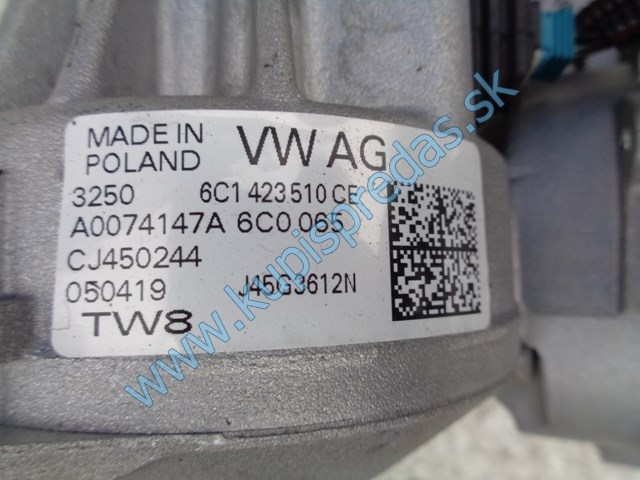 MADE IN POLAND VW AG
3250 6C1 423 510 CE
A0074147A 6C0 065
CJ450244
050419 J45G3612N
TW8
www.kupispredas.sk